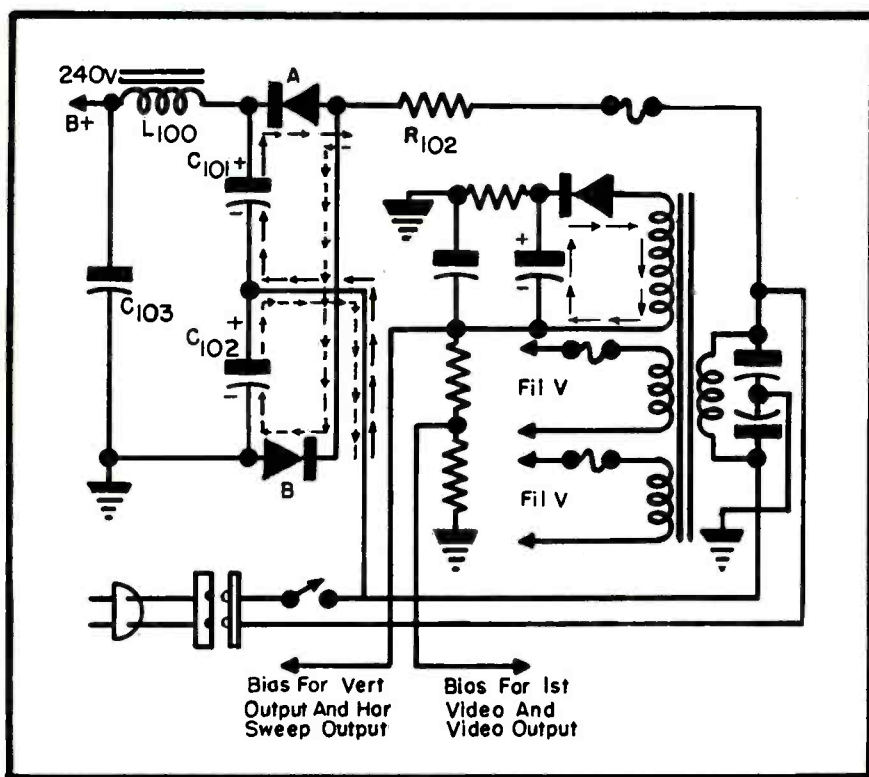 240V
A
B+
L100
R102
C101
+
-
+
-
C103
C102
+
-
Fil V
B
Fil V
Bias For Vert
Output And Hor
Sweep Output
Bias For 1st
Video And
Video Output